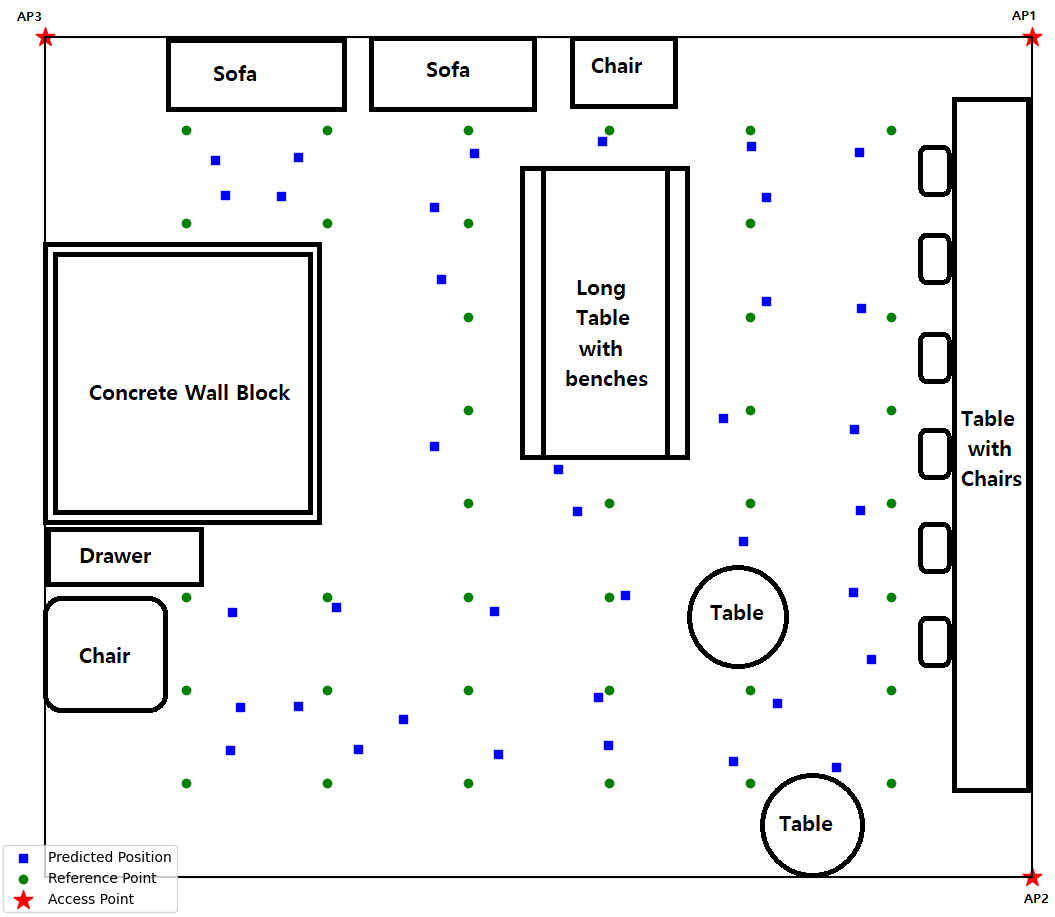 AP3
AP1
Sofa
Sofa
Chair
Long
Table
with
benches
Concrete Wall Block
Table
with
Chairs
Drawer
Chair
Table
Table
Predicted Position
Reference Point
Access Point
AP2